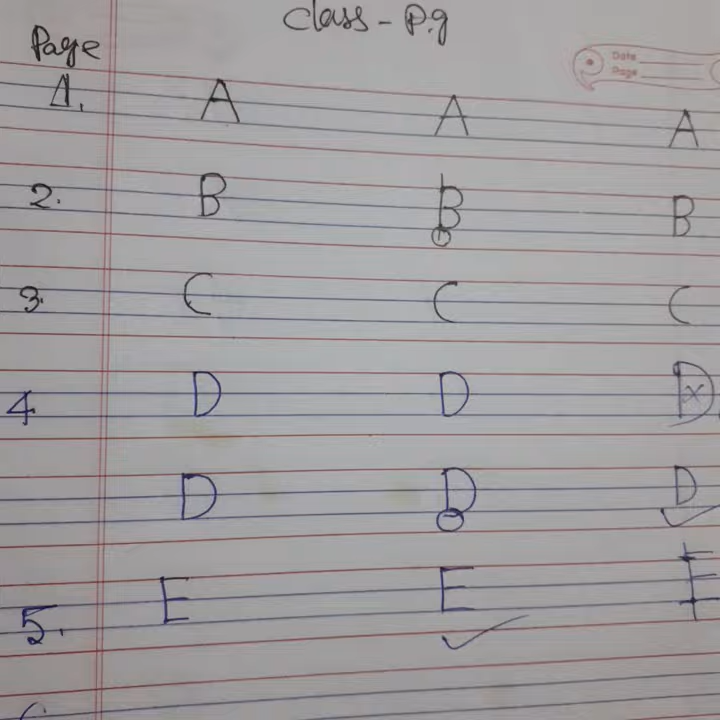 Class - P.g
Page
Date
Page
1. A A A
2. B B B
3. C C C
4 D D D
D D D
5. E E E